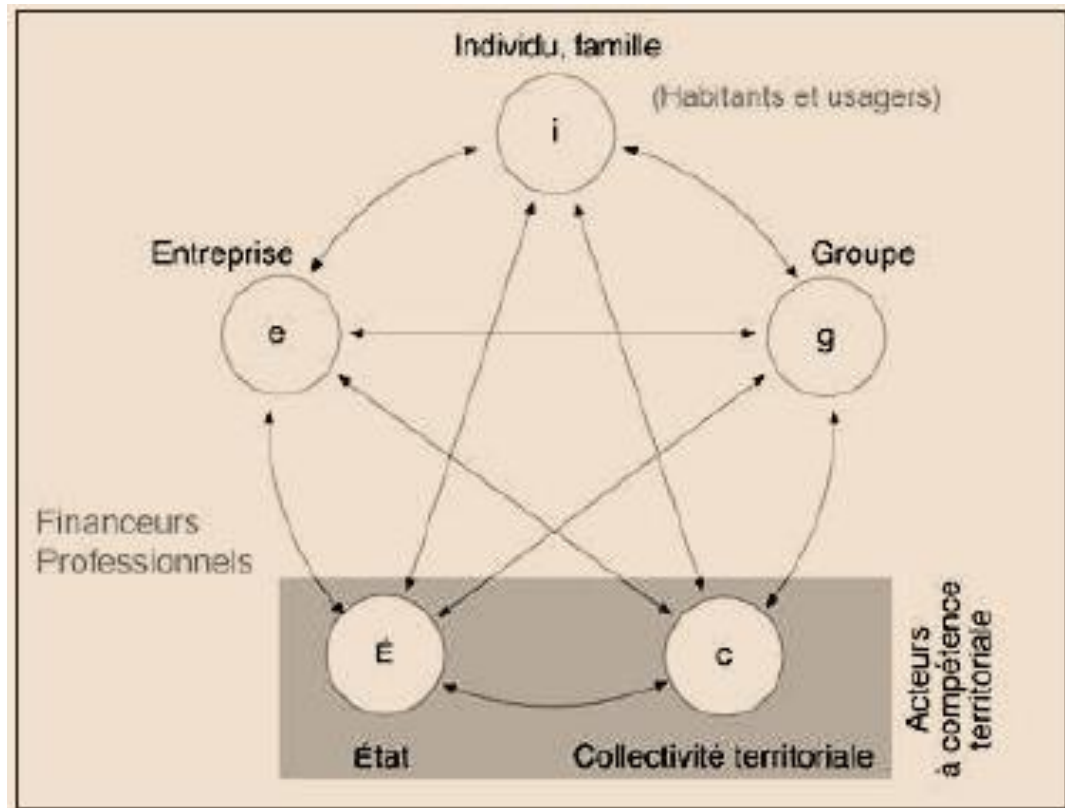 Individu, famille
(Habitants et usagers)
i
Entreprise
Groupe
e
g
Financeurs
Professionnels
É
c
État
Collectivité territoriale
Acteurs
à compétence
territoriale